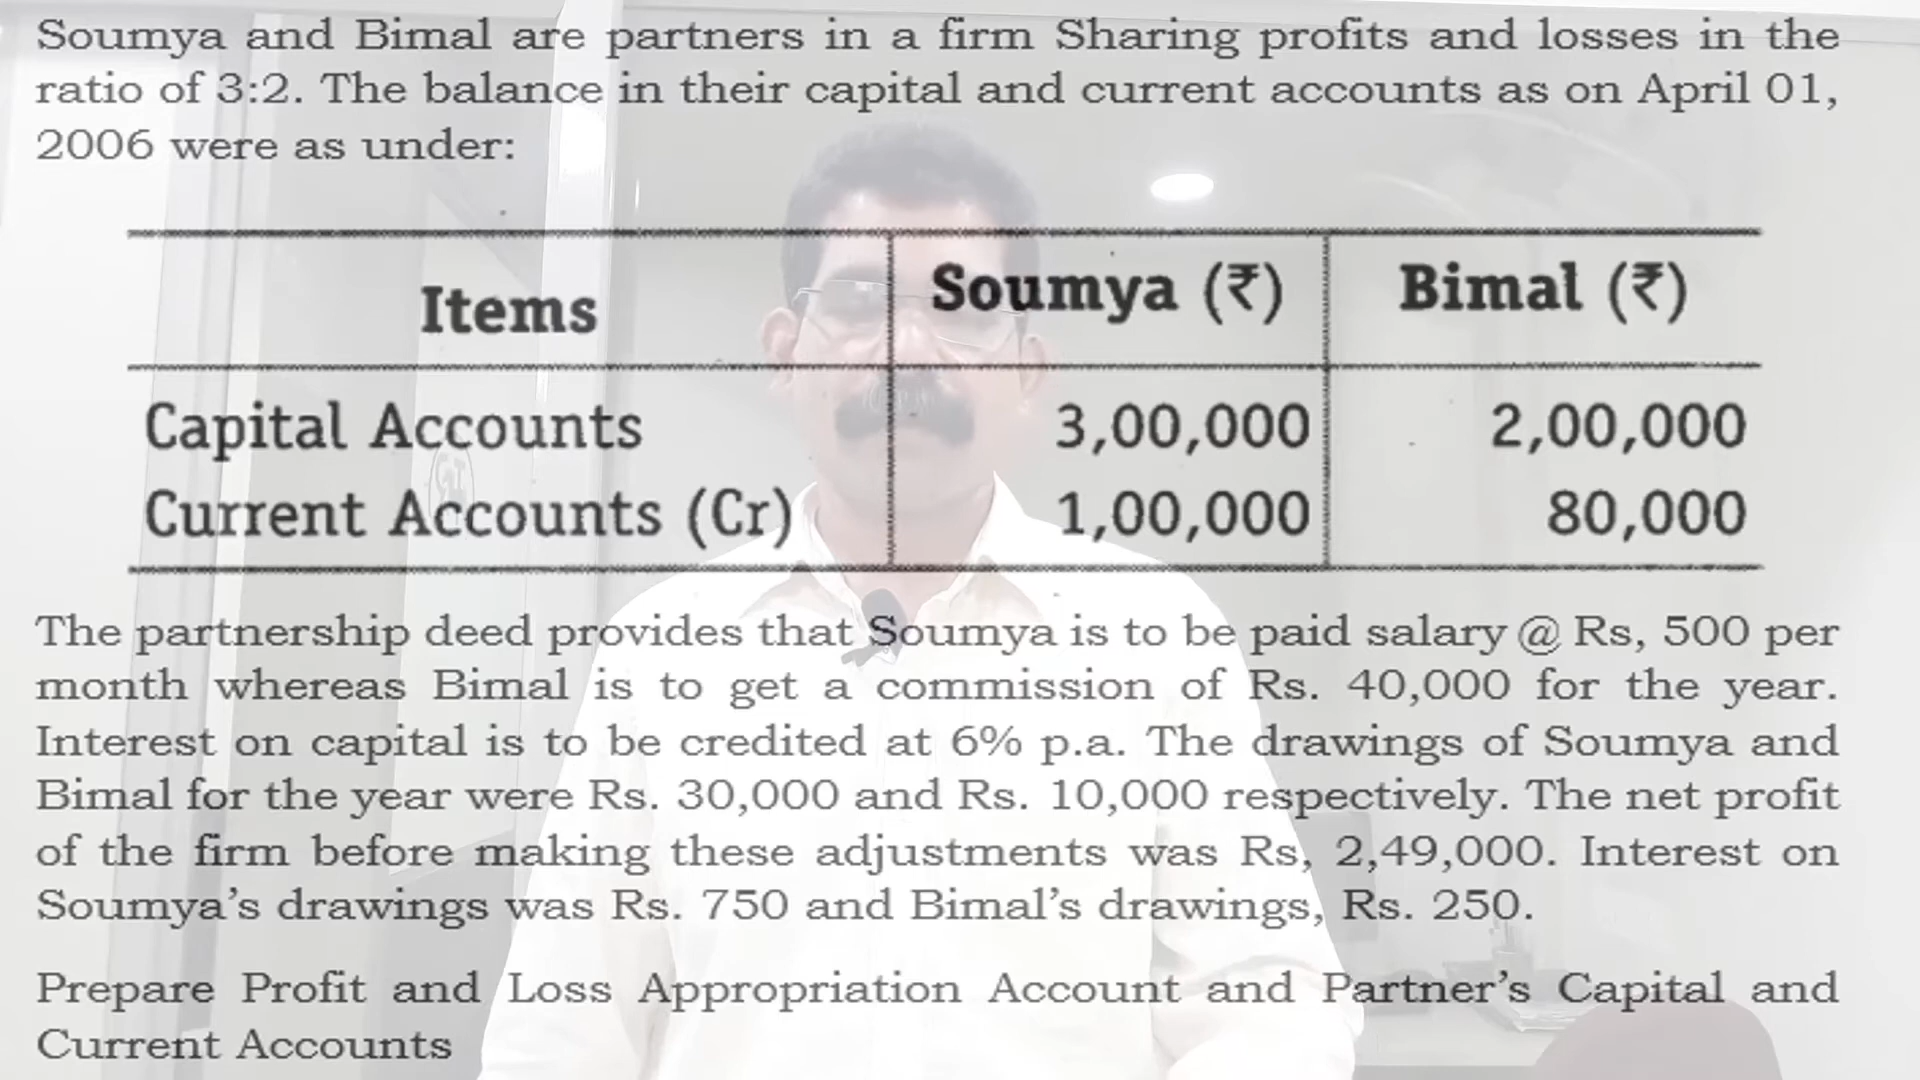 Soumya and Bimal are partners in a firm Sharing profits and losses in the
ratio of 3:2. The balance in their capital and current accounts as on April 01,
2006 were as under:
Items Soumya (₹) Bimal (₹)
Capital Accounts 3,00,000 2,00,000
Current Accounts (Cr) 1,00,000 80,000
The partnership deed provides that Soumya is to be paid salary @ Rs, 500 per
month whereas Bimal is to get a commission of Rs. 40,000 for the year.
Interest on capital is to be credited at 6% p.a. The drawings of Soumya and
Bimal for the year were Rs. 30,000 and Rs. 10,000 respectively. The net profit
of the firm before making these adjustments was Rs, 2,49,000. Interest on
Soumya’s drawings was Rs. 750 and Bimal’s drawings, Rs. 250.
Prepare Profit and Loss Appropriation Account and Partner’s Capital and
Current Accounts